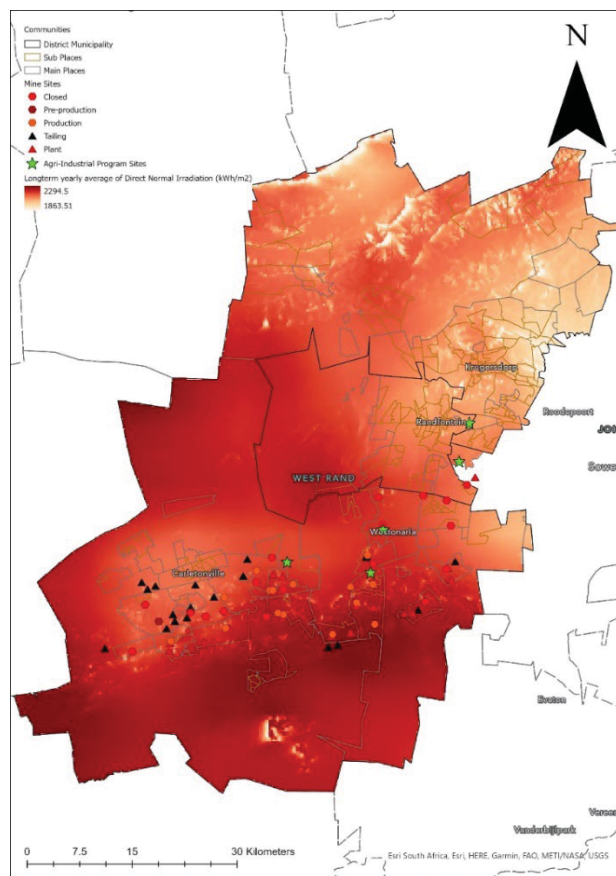 Communities
District Municipality
Sub Places
Main Places
Mine Sites
Closed
Pre-production
Production
Tailing
Plant
Agri-Industrial Program Sites
Longterm yearly average of Direct Normal Irradiation (kWh/m2)
2294.5
1863.51
N
Krugersdorp
Roodepoort
Randfontein
JO
Sowe
WEST RAND
Westonaria
Carletonville
Evaton
Veree
Vanderbijlpark
0 7.5 15 30 Kilometers
Esri South Africa, Esri, HERE, Garmin, FAO, METI/NASA, USGS